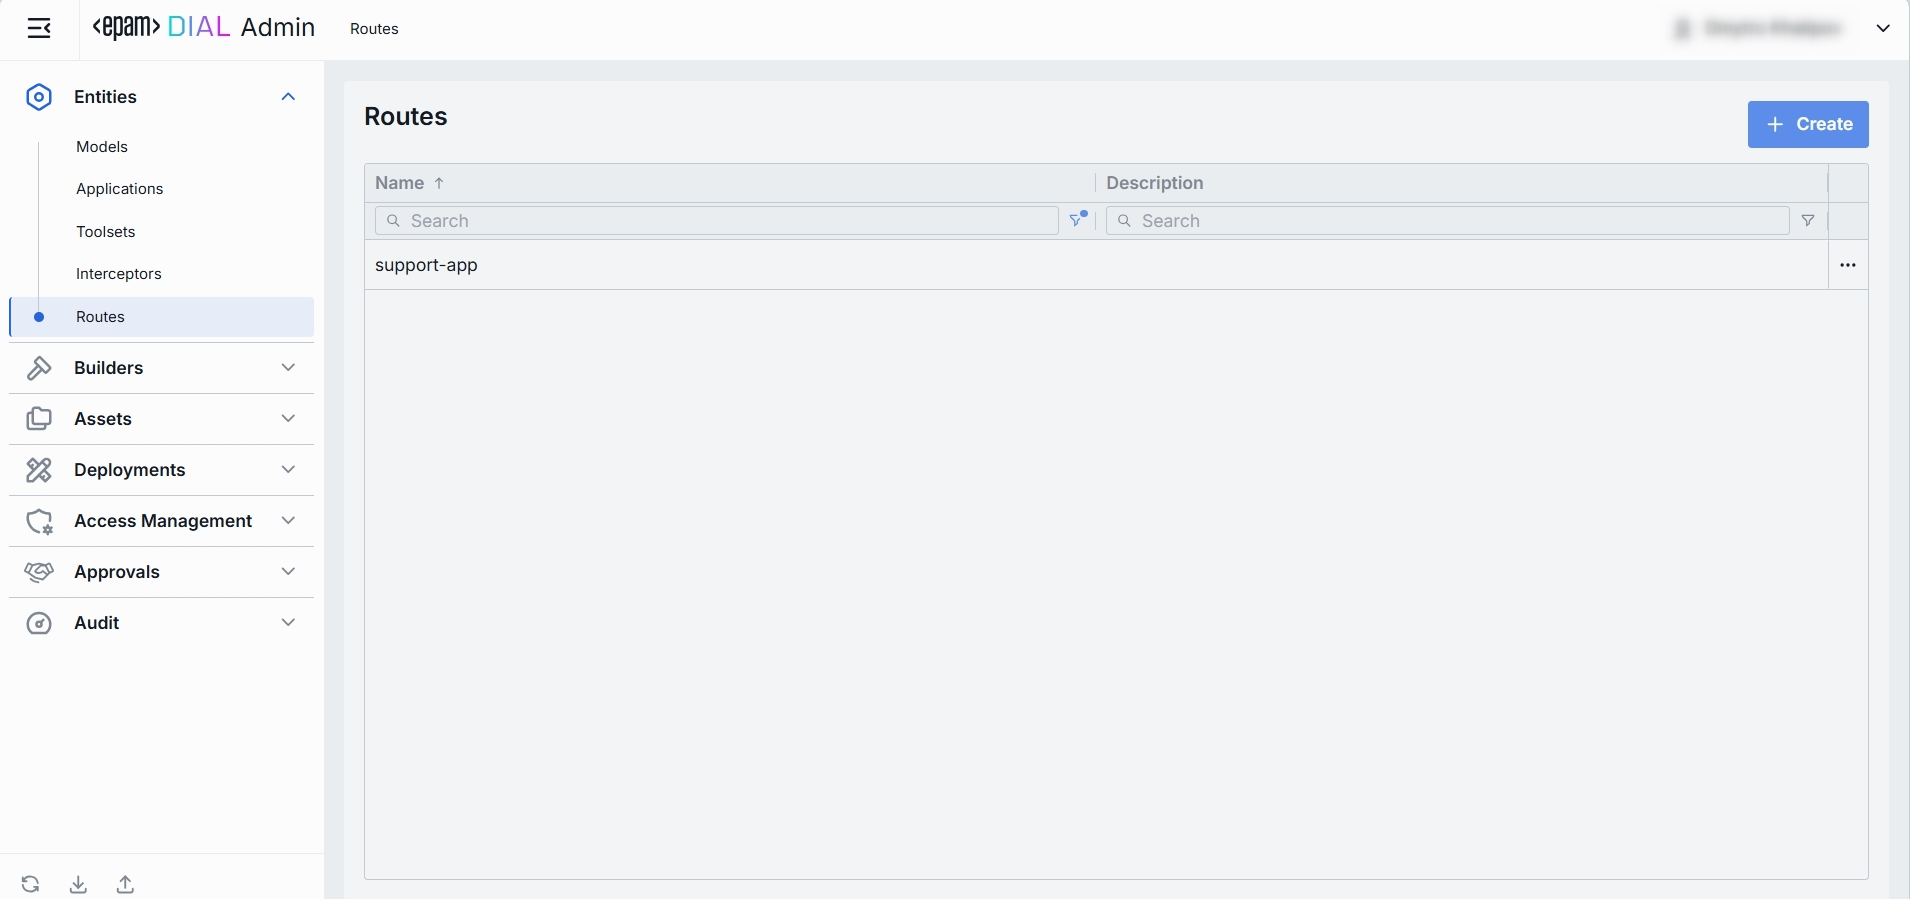 <epam> DIAL Admin
Routes
Entities
Models
Applications
Toolsets
Interceptors
Routes
Builders
Assets
Deployments
Access Management
Approvals
Audit
Routes
+ Create
Name ↑
Description
Search
Search
support-app